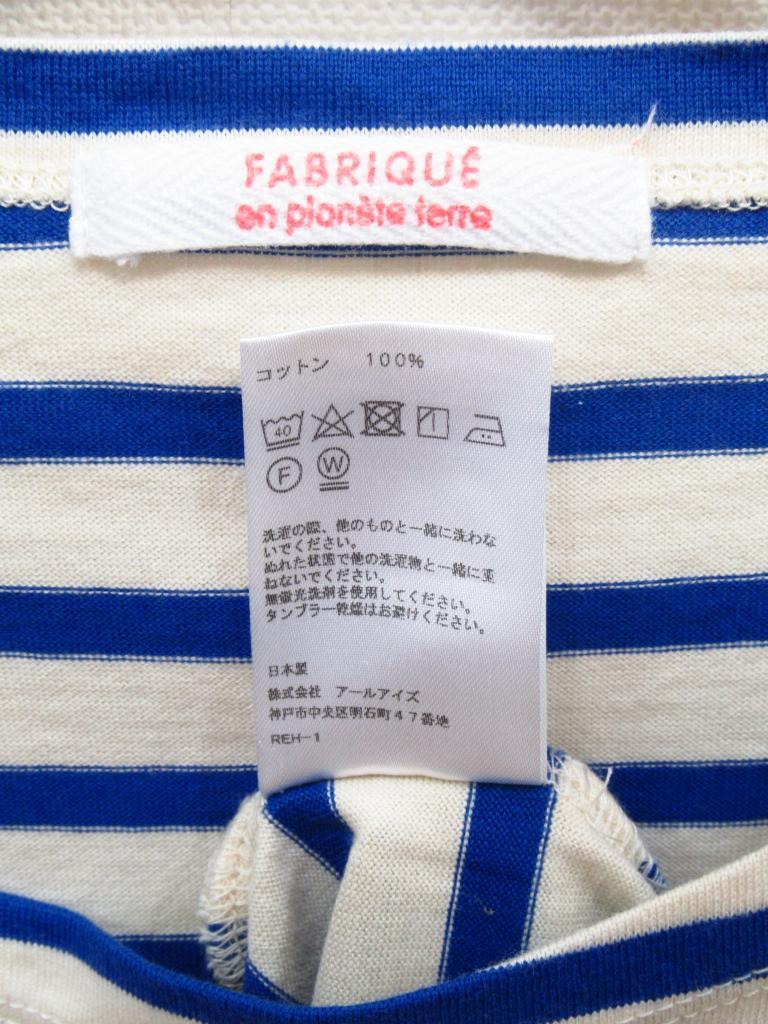 FABRIQUÉ
en planète terre
コットン 100%
40
F W
洗濯の際、他のものと一緒に洗わな
いでください。
ぬれた状態で他の洗濯物と一緒に重
ねないでください。
無蛍光洗剤を使用してください。
タンブラー乾燥はお避けください。
日本製
株式会社 アールアイズ
神戸市中央区明石町47番地
REH-1